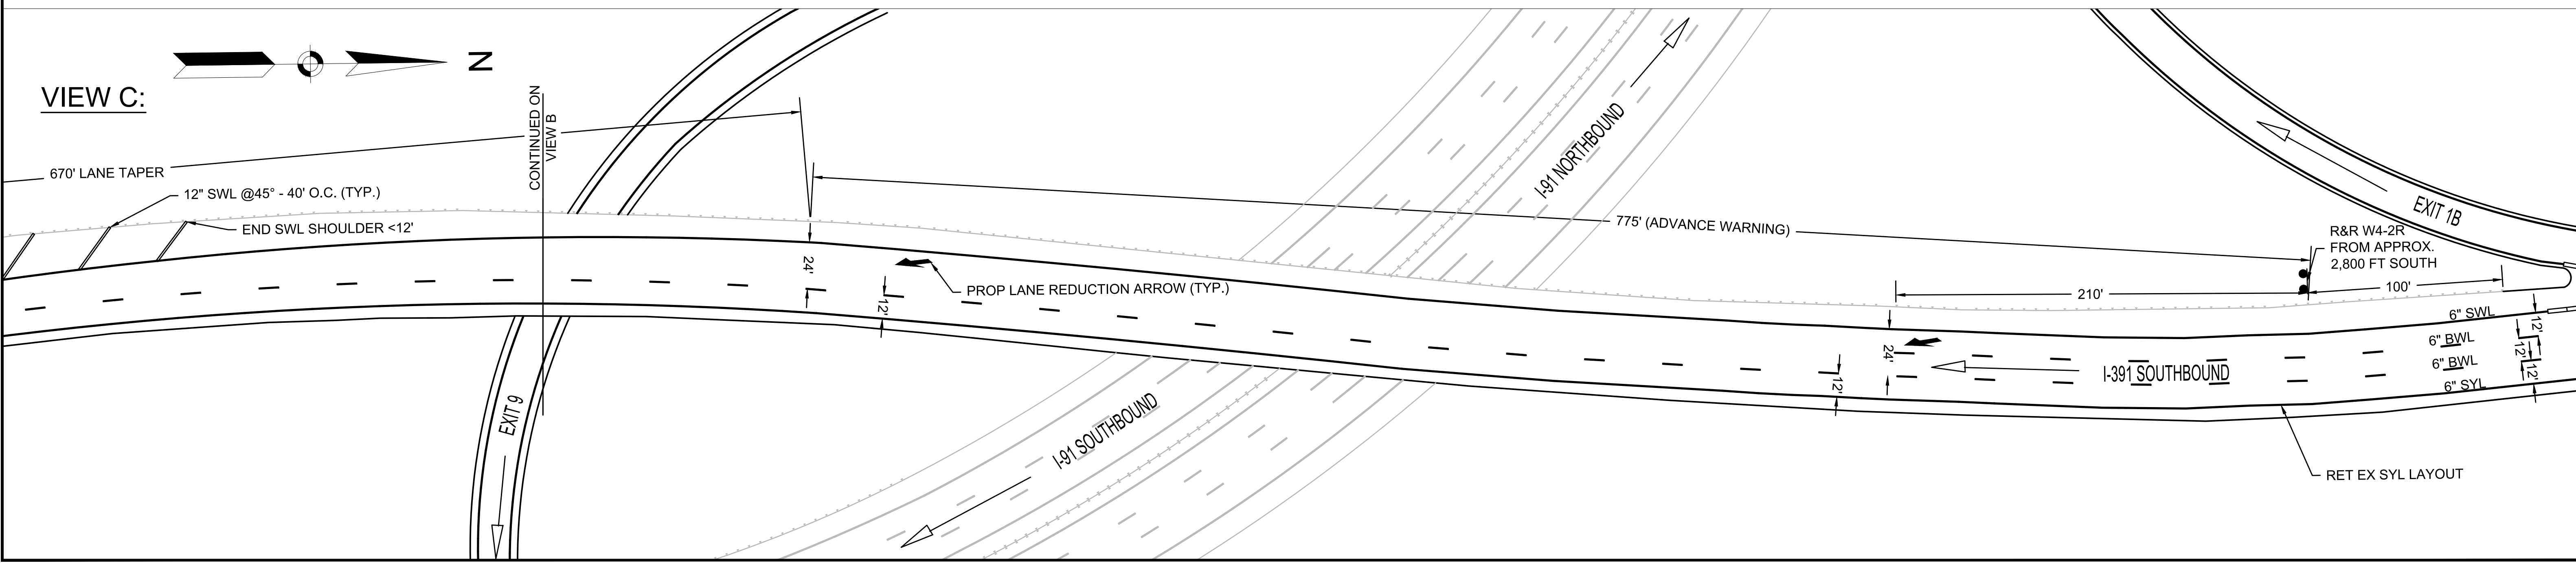 VIEW C:
N
670' LANE TAPER
12" SWL @45° - 40' O.C. (TYP.)
END SWL SHOULDER <12'
CONTINUED ON
VIEW B
EXIT 9
24'
12'
PROP LANE REDUCTION ARROW (TYP.)
I-91 NORTHBOUND
I-91 SOUTHBOUND
775' (ADVANCE WARNING)
24'
12'
210'
I-391 SOUTHBOUND
EXIT 1B
R&R W4-2R
FROM APPROX.
2,800 FT SOUTH
100'
6" SWL
6" BWL
6" BWL
6" SYL
12'
12'
12'
RET EX SYL LAYOUT